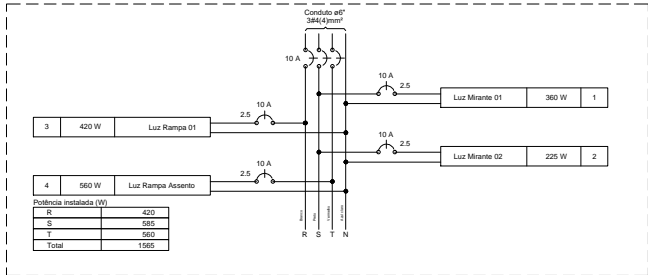 Conduto ø6"
3#4(4)mm²
10 A
10 A
2.5
Luz Mirante 01 360 W 1
10 A
2.5
3 420 W Luz Rampa 01
10 A
2.5
Luz Mirante 02 225 W 2
10 A
2.5
4 560 W Luz Rampa Assento
Potência instalada (W)
R 420
S 585
T 560
Total 1565
R S T N